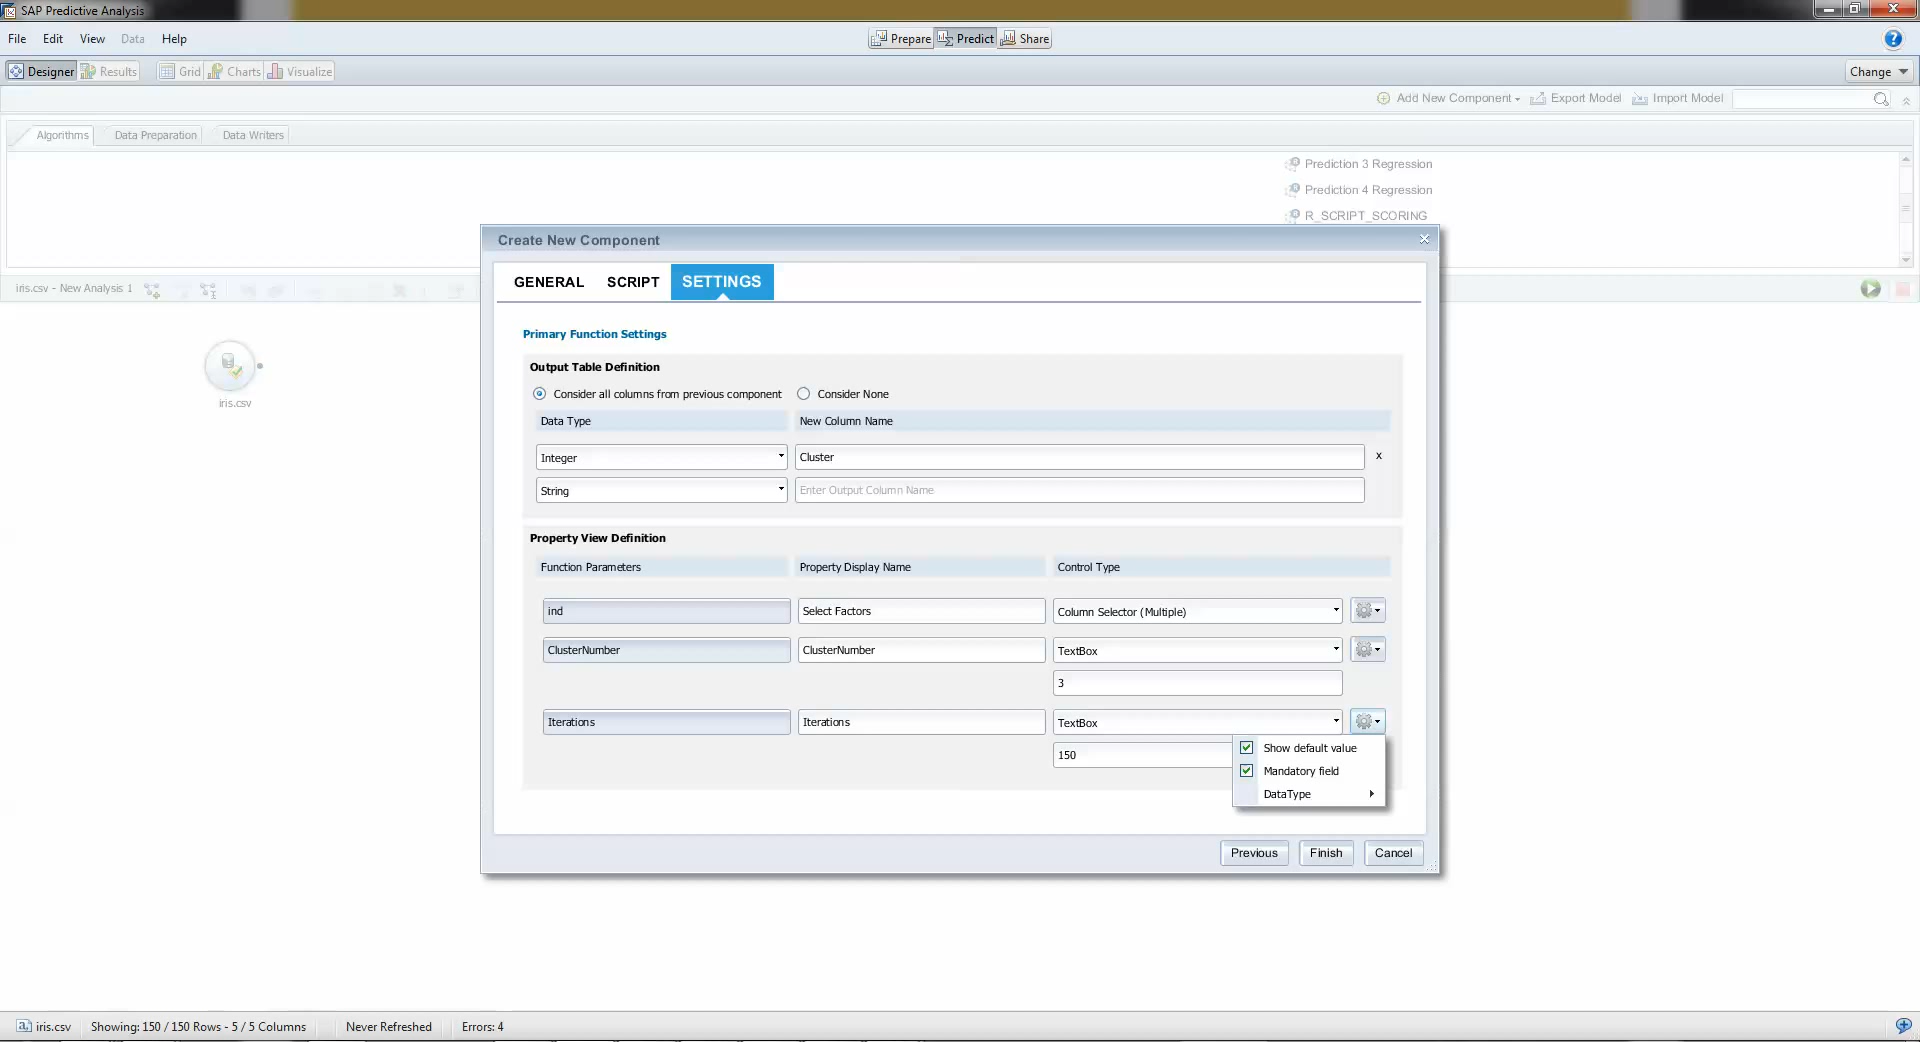 SAP Predictive Analysis
File Edit View Data Help
Prepare Predict Share
Designer Results Grid Charts Visualize
Change
Add New Component Export Model Import Model
Algorithms Data Preparation Data Writers
Prediction 3 Regression
Prediction 4 Regression
R_SCRIPT_SCORING
iris.csv - New Analysis 1
iris.csv
Create New Component
GENERAL SCRIPT SETTINGS
Primary Function Settings
Output Table Definition
Consider all columns from previous component Consider None
Data Type New Column Name
Integer Cluster x
String Enter Output Column Name
Property View Definition
Function Parameters Property Display Name Control Type
ind Select Factors Column Selector (Multiple)
ClusterNumber ClusterNumber TextBox
3
Iterations Iterations TextBox
150
Show default value
Mandatory field
DataType
Previous Finish Cancel
iris.csv Showing: 150 / 150 Rows - 5 / 5 Columns Never Refreshed Errors: 4